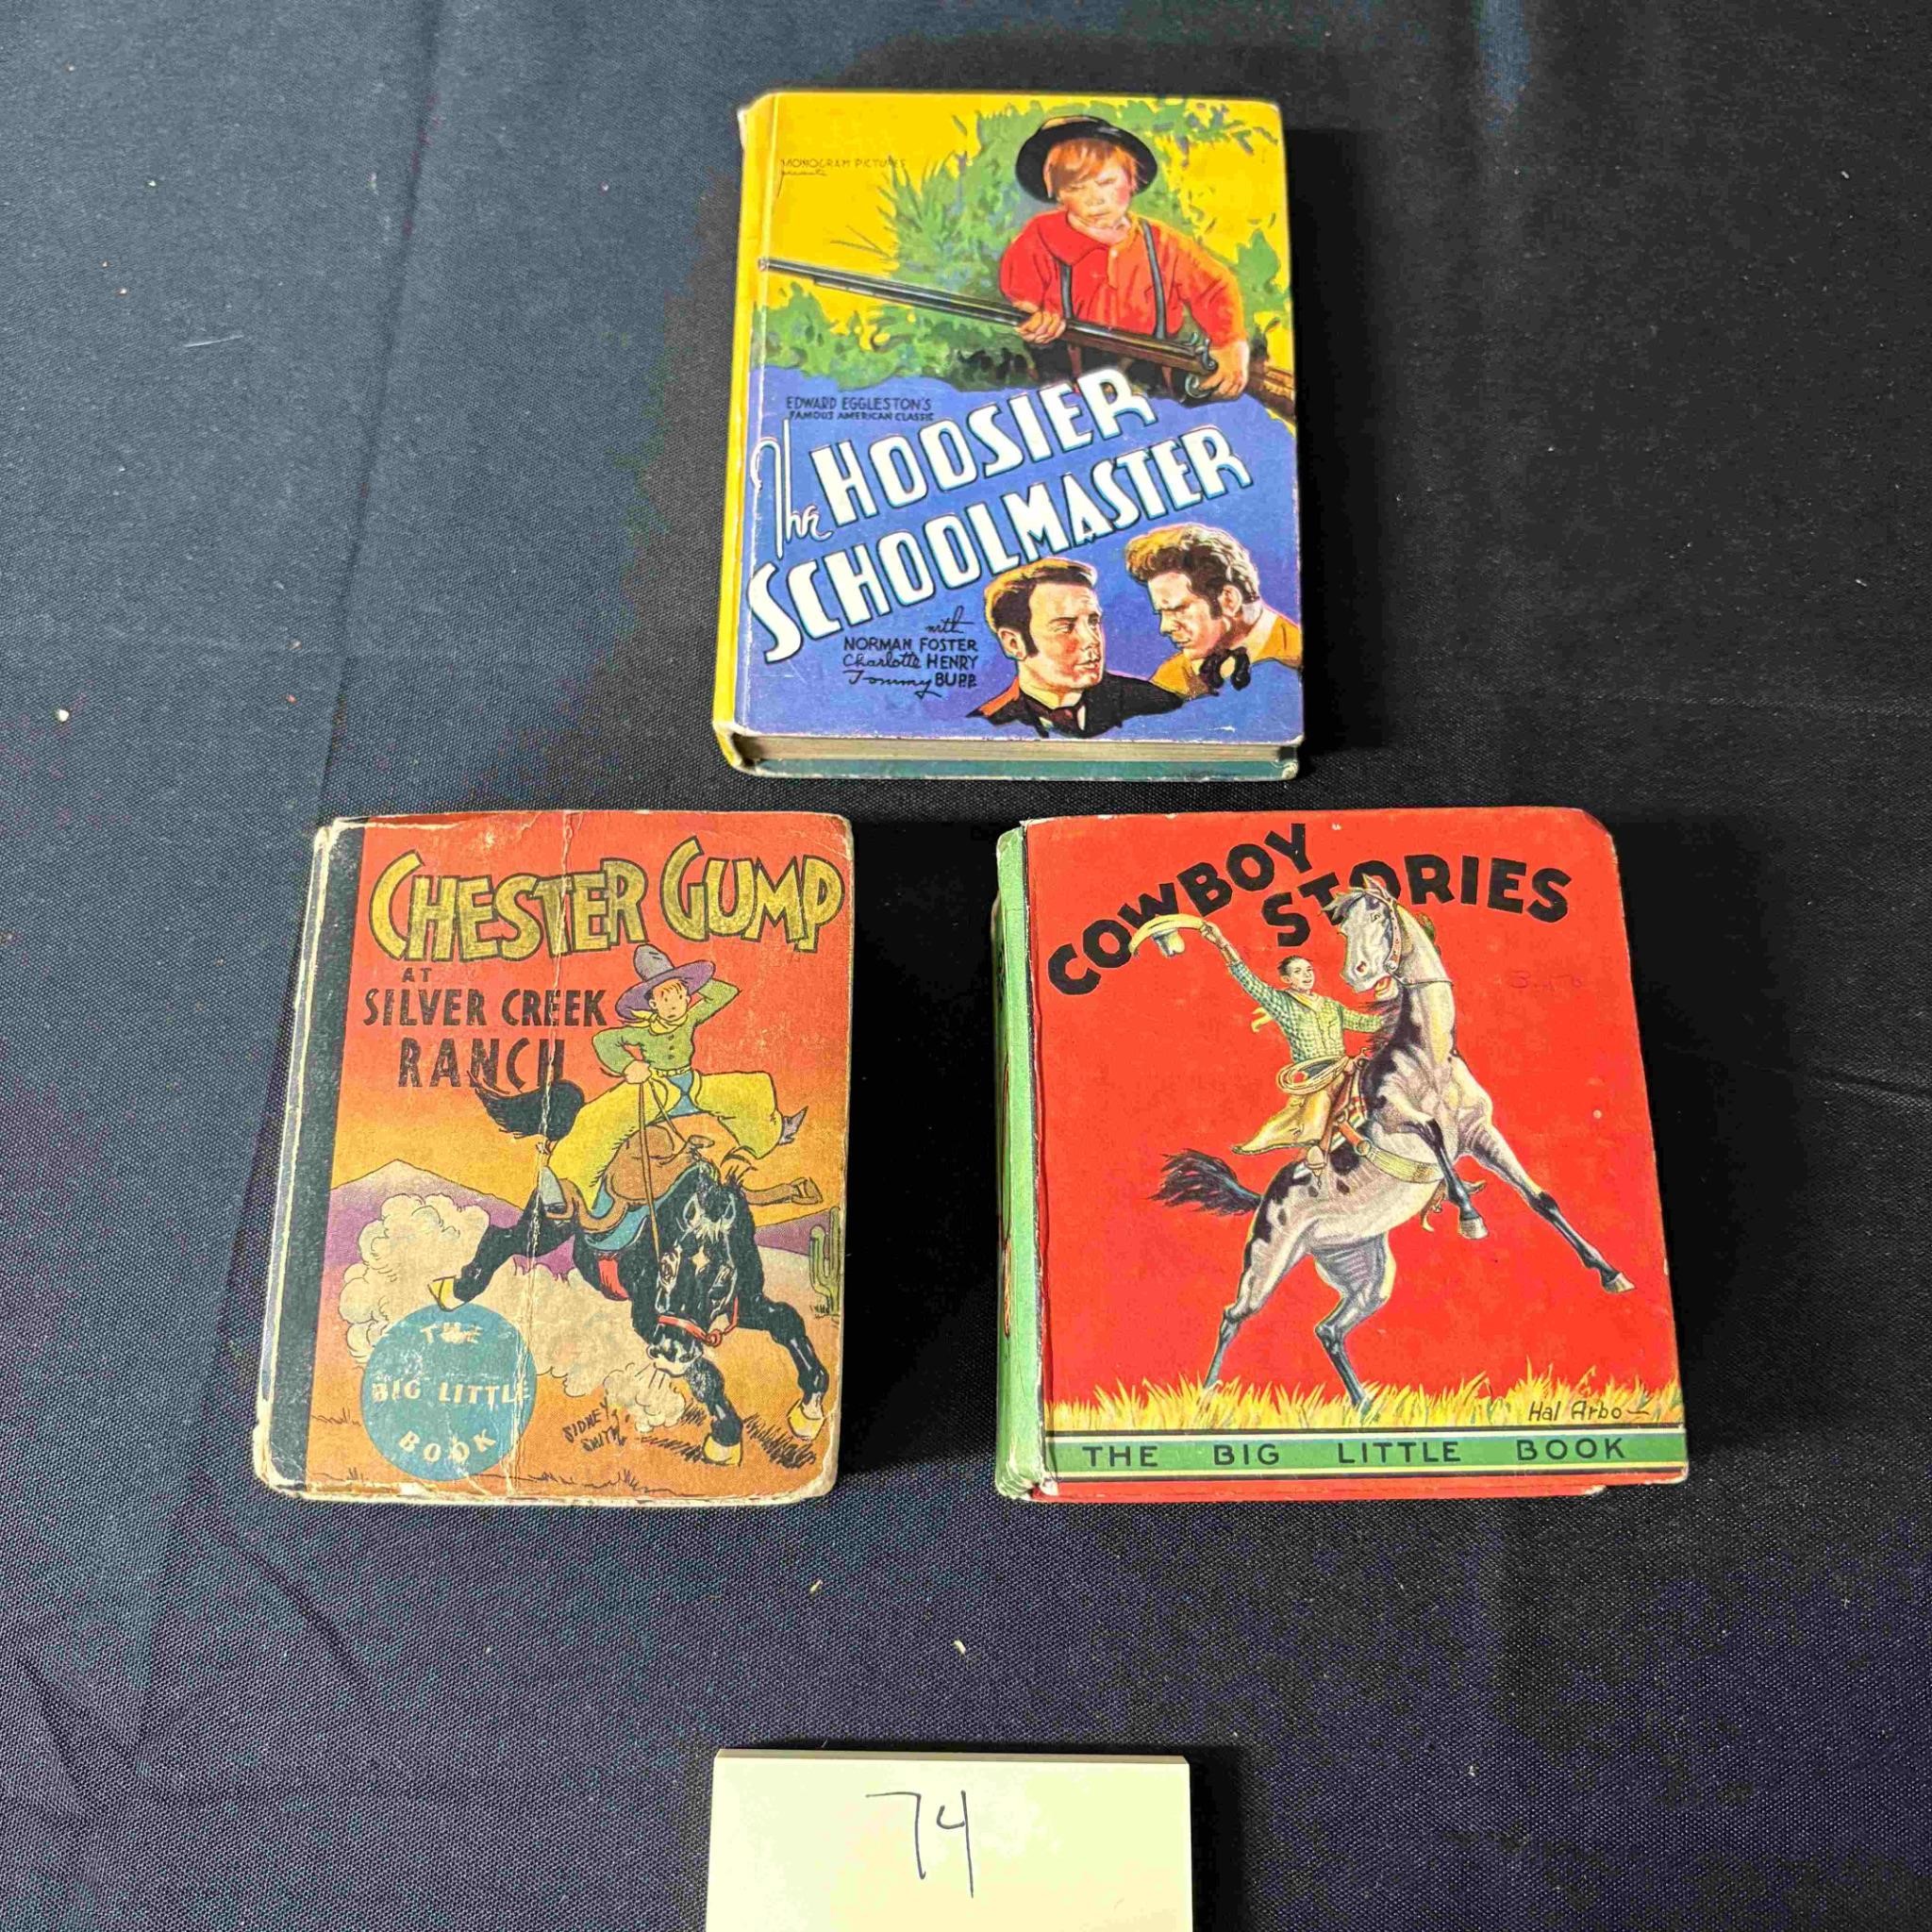 MONOGRAM PICTURES
presents
EDWARD EGGLESTON'S
FAMOUS AMERICAN CLASSIC
The HOOSIER
SCHOOLMASTER
with
NORMAN FOSTER
Charlotte HENRY
Tommy BUPP
CHESTER GUMP
AT
SILVER CREEK
RANCH
THE
BIG LITTLE
BOOK
SIDNEY
SMITH
COWBOY
STORIES
Hal Arbo
THE BIG LITTLE BOOK
74